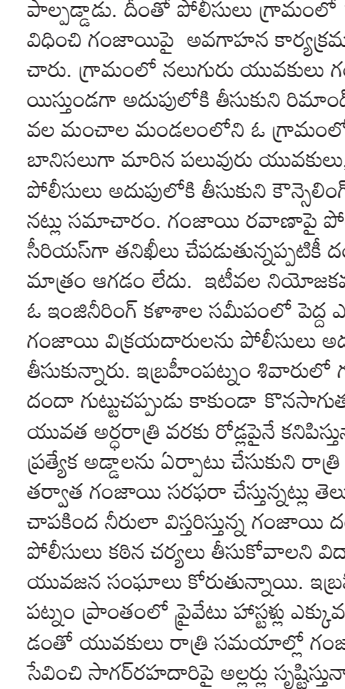 పాల్పడ్డాడు. దీంతో పోలీసులు గ్రామంలో
విధించి గంజాయిపై అవగాహన కార్యక్రమ
చారు. గ్రామంలో నలుగురు యువకులు గ
యిస్తుండగా అదుపులోకి తీసుకుని రిమాండ్
వల మంచాల మండలంలోని ఓ గ్రామంలో
బానిసలుగా మారిన పలువురు యువకులు,
పోలీసులు అదుపులోకి తీసుకుని కౌన్సెలింగ్
నట్లు సమాచారం. గంజాయి రవాణాపై పో
సీరియస్‌గా తనిఖీలు చేపడుతున్నప్పటికీ దం
మాత్రం ఆగడం లేదు. ఇటీవల నియోజకవ
ఓ ఇంజినీరింగ్ కళాశాల సమీపంలో పెద్ద ఎ
గంజాయి విక్రయదారులను పోలీసులు అద
తీసుకున్నారు. ఇబ్రహీంపట్నం శివారులో గ
దందా గుట్టుచప్పుడు కాకుండా కొనసాగుత
యువత అర్ధరాత్రి వరకు రోడ్లపైనే కనిపిస్తు
ప్రత్యేక అడ్డాలను ఏర్పాటు చేసుకుని రాత్రి
తర్వాత గంజాయి సరఫరా చేస్తున్నట్లు తెలు
చాపకింద నీరులా విస్తరిస్తున్న గంజాయి దం
పోలీసులు కఠిన చర్యలు తీసుకోవాలని విద్యా
యువజన సంఘాలు కోరుతున్నాయి. ఇబ్రహీ
పట్నం ప్రాంతంలో ప్రైవేటు హాస్టళ్లు ఎక్కువ
డంతో యువకులు రాత్రి సమయాల్లో గంజ
సేవించి సాగర్‌రహదారిపై అల్లర్లు సృష్టిస్తునా